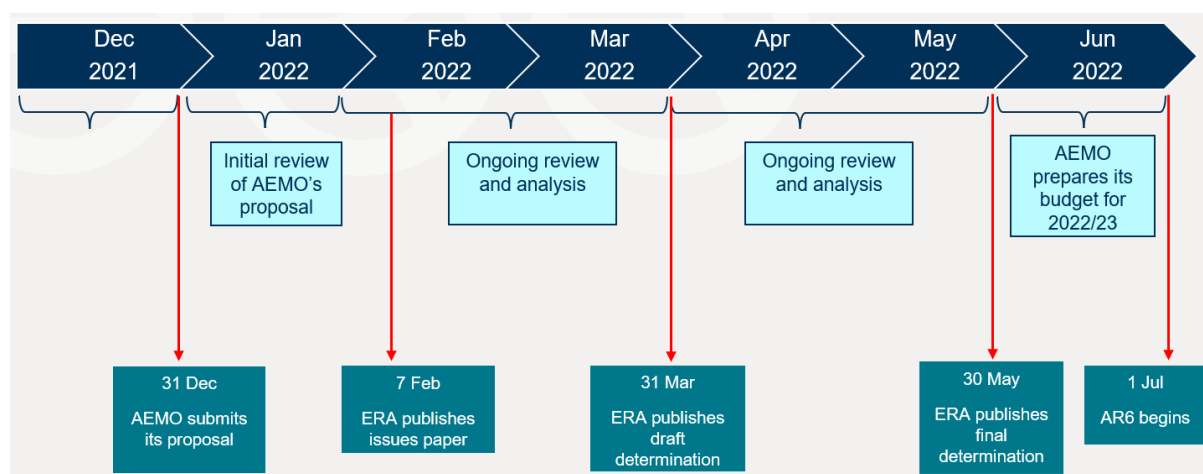 Dec
2021
Jan
2022
Feb
2022
Mar
2022
Apr
2022
May
2022
Jun
2022
Initial review
of AEMO's
proposal
Ongoing review
and analysis
Ongoing review
and analysis
AEMO
prepares its
budget for
2022/23
31 Dec
AEMO submits
its proposal
7 Feb
ERA publishes
issues paper
31 Mar
ERA publishes
draft
determination
30 May
ERA publishes
final
determination
1 Jul
AR6 begins